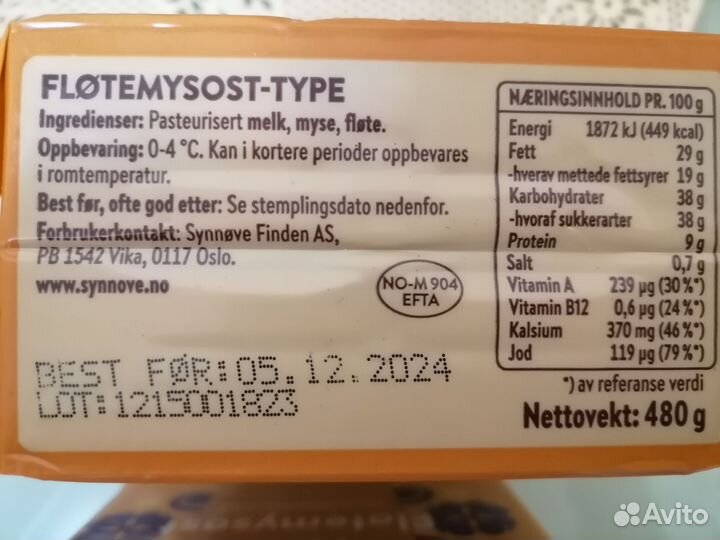 FLØTEMYSOST-TYPE
Ingredienser: Pasteurisert melk, myse, fløte.
Oppbevaring: 0-4 °C. Kan i kortere perioder oppbevares
i romtemperatur.
Best før, ofte god etter: Se stemplingsdato nedenfor.
Forbrukerkontakt: Synnøve Finden AS,
PB 1542 Vika, 0117 Oslo.
www.synnove.no
NO-M 904
EFTA
BEST FØR:05.12.2024
LOT:1215001823
NÆRINGSINNHOLD PR. 100 g
Energi 1872 kJ (449 kcal)
Fett 29 g
-hverav mettede fettsyrer 19 g
Karbohydrater 38 g
-hvoraf sukkerarter 38 g
Protein 9 g
Salt 0,7 g
Vitamin A 239 µg (30 %*)
Vitamin B12 0,6 µg (24 %*)
Kalsium 370 mg (46 %*)
Jod 119 µg (79 %*)
*) av referanse verdi
Nettovekt: 480 g
Fløtemysost
Avito